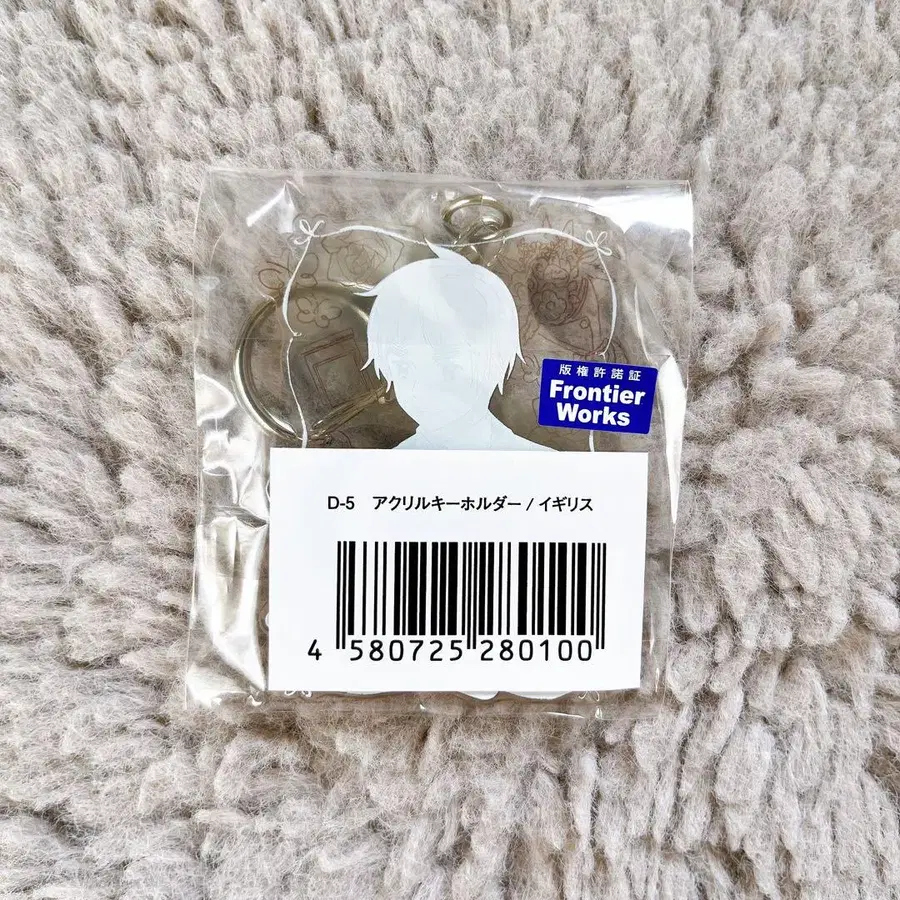 版権許諾証
Frontier
Works
D-5 アクリルキーホルダー / イギリス
4 580725 280100